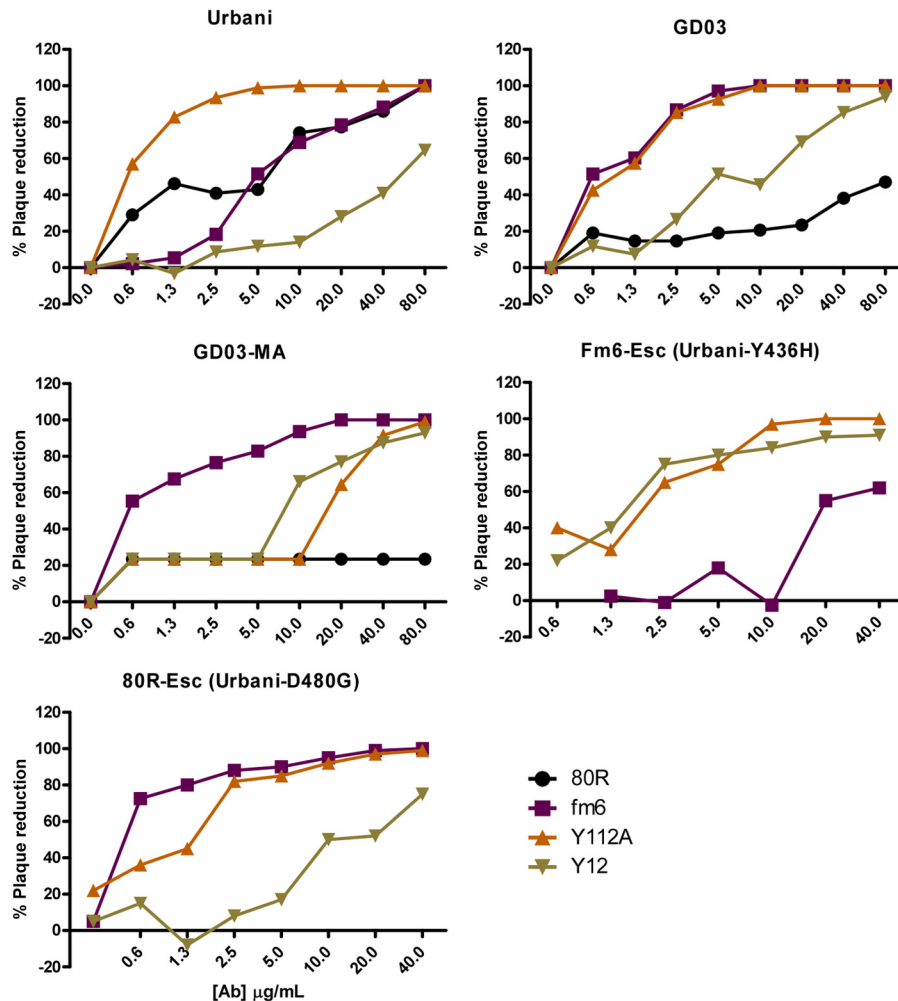 Urbani
% Plaque reduction
120
100
80
60
40
20
0
-20
0.0 0.6 1.3 2.5 5.0 10.0 20.0 40.0 80.0
GD03
% Plaque reduction
120
100
80
60
40
20
0
-20
0.0 0.6 1.3 2.5 5.0 10.0 20.0 40.0 80.0
GD03-MA
% Plaque reduction
120
100
80
60
40
20
0
-20
0.0 0.6 1.3 2.5 5.0 10.0 20.0 40.0 80.0
Fm6-Esc (Urbani-Y436H)
% Plaque reduction
120
100
80
60
40
20
0
-20
0.6 1.3 2.5 5.0 10.0 20.0 40.0
80R-Esc (Urbani-D480G)
% Plaque reduction
120
100
80
60
40
20
0
-20
0.6 1.3 2.5 5.0 10.0 20.0 40.0
[Ab] μg/mL
80R
fm6
Y112A
Y12